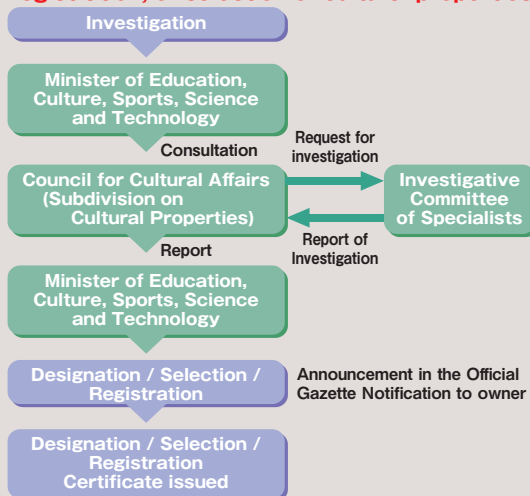 Investigation
Minister of Education,
Culture, Sports, Science
and Technology
Consultation
Request for
investigation
Council for Cultural Affairs
(Subdivision on
Cultural Properties)
Investigative
Committee
of Specialists
Report
Report of
Investigation
Minister of Education,
Culture, Sports, Science
and Technology
Designation / Selection /
Registration
Announcement in the Official
Gazette Notification to owner
Designation / Selection /
Registration
Certificate issued